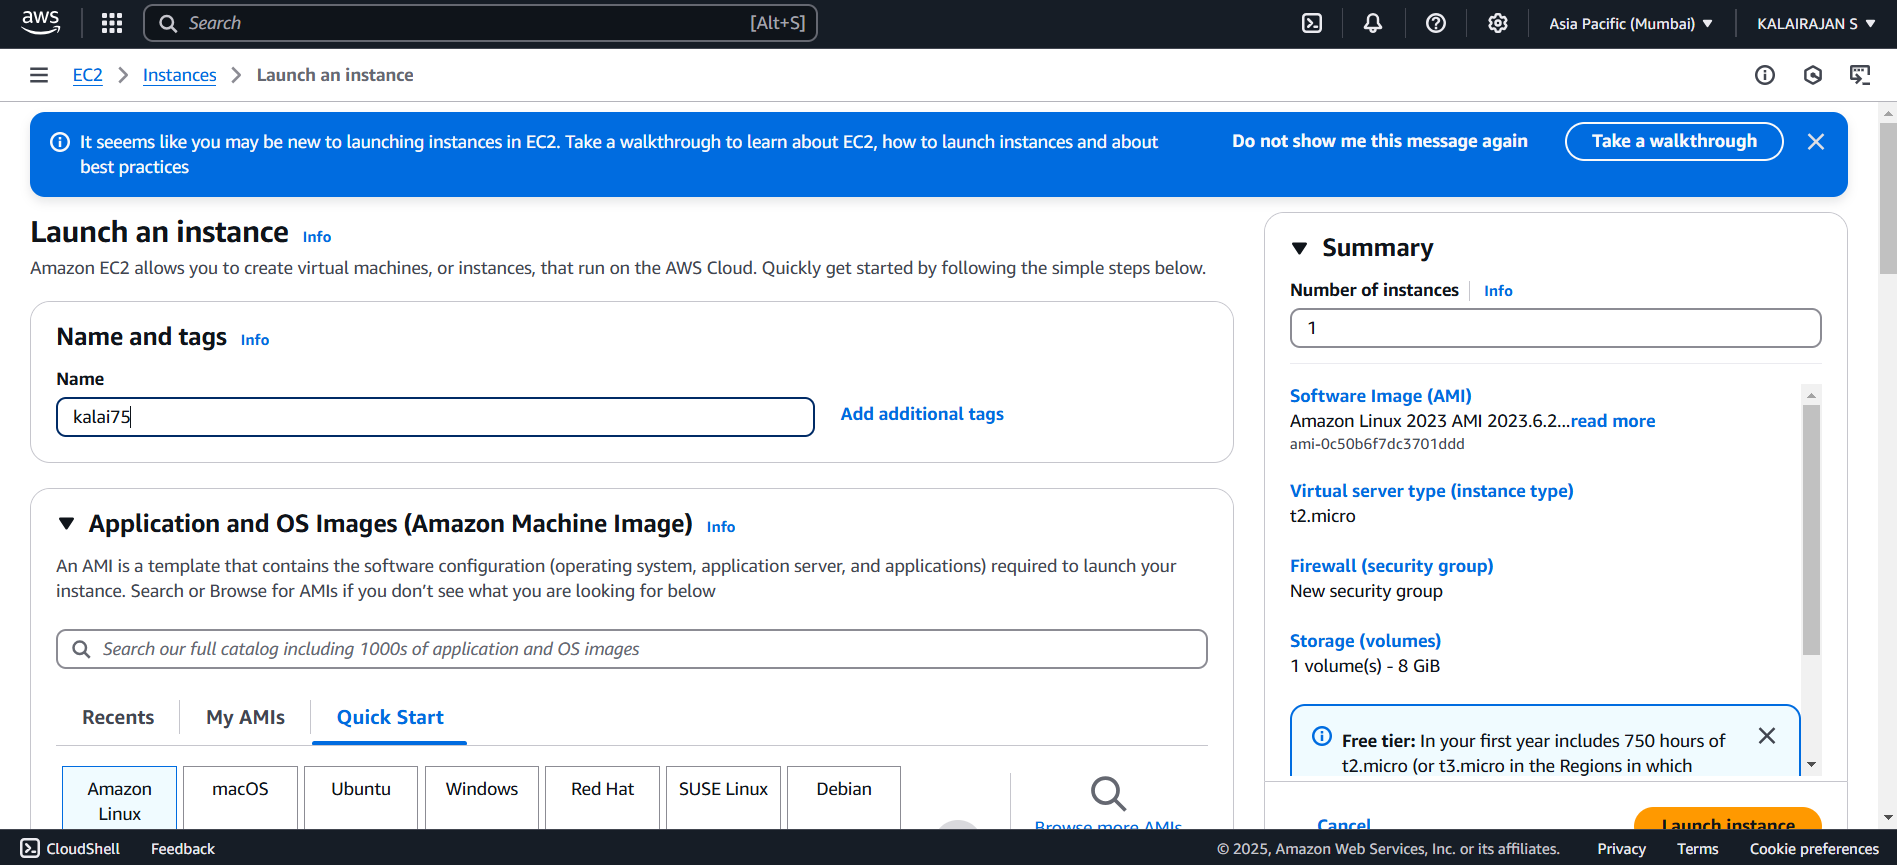 aws
Search [Alt+S]
Asia Pacific (Mumbai)
KALAIRAJAN S
EC2
Instances
Launch an instance
It seeems like you may be new to launching instances in EC2. Take a walkthrough to learn about EC2, how to launch instances and about
best practices
Do not show me this message again
Take a walkthrough
Launch an instance Info
Amazon EC2 allows you to create virtual machines, or instances, that run on the AWS Cloud. Quickly get started by following the simple steps below.
Name and tags Info
Name
kalai75
Add additional tags
Application and OS Images (Amazon Machine Image) Info
An AMI is a template that contains the software configuration (operating system, application server, and applications) required to launch your
instance. Search or Browse for AMIs if you don’t see what you are looking for below
Search our full catalog including 1000s of application and OS images
Recents
My AMIs
Quick Start
Amazon
Linux
macOS
Ubuntu
Windows
Red Hat
SUSE Linux
Debian
Browse more AMIs
Summary
Number of instances Info
1
Software Image (AMI)
Amazon Linux 2023 AMI 2023.6.2...read more
ami-0c50b6f7dc3701ddd
Virtual server type (instance type)
t2.micro
Firewall (security group)
New security group
Storage (volumes)
1 volume(s) - 8 GiB
Free tier: In your first year includes 750 hours of
t2.micro (or t3.micro in the Regions in which
Cancel
Launch instance
CloudShell
Feedback
© 2025, Amazon Web Services, Inc. or its affiliates.
Privacy
Terms
Cookie preferences